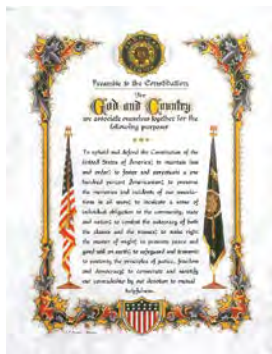 Preamble to the Constitution
For
God and Country
we associate ourselves together for the
following purposes
To uphold and defend the Constitution of the
United States of America; to maintain law
and order; to foster and perpetuate a one
hundred percent Americanism; to preserve
the memories and incidents of our associa-
tions in all wars; to inculcate a sense of
individual obligation to the community, state
and nation; to combat the autocracy of both
the classes and the masses; to make right
the master of might; to promote peace and
good will on earth; to safeguard and transmit
to posterity the principles of justice, freedom
and democracy; to consecrate and sanctify
our comradeship by our devotion to mutual
helpfulness.